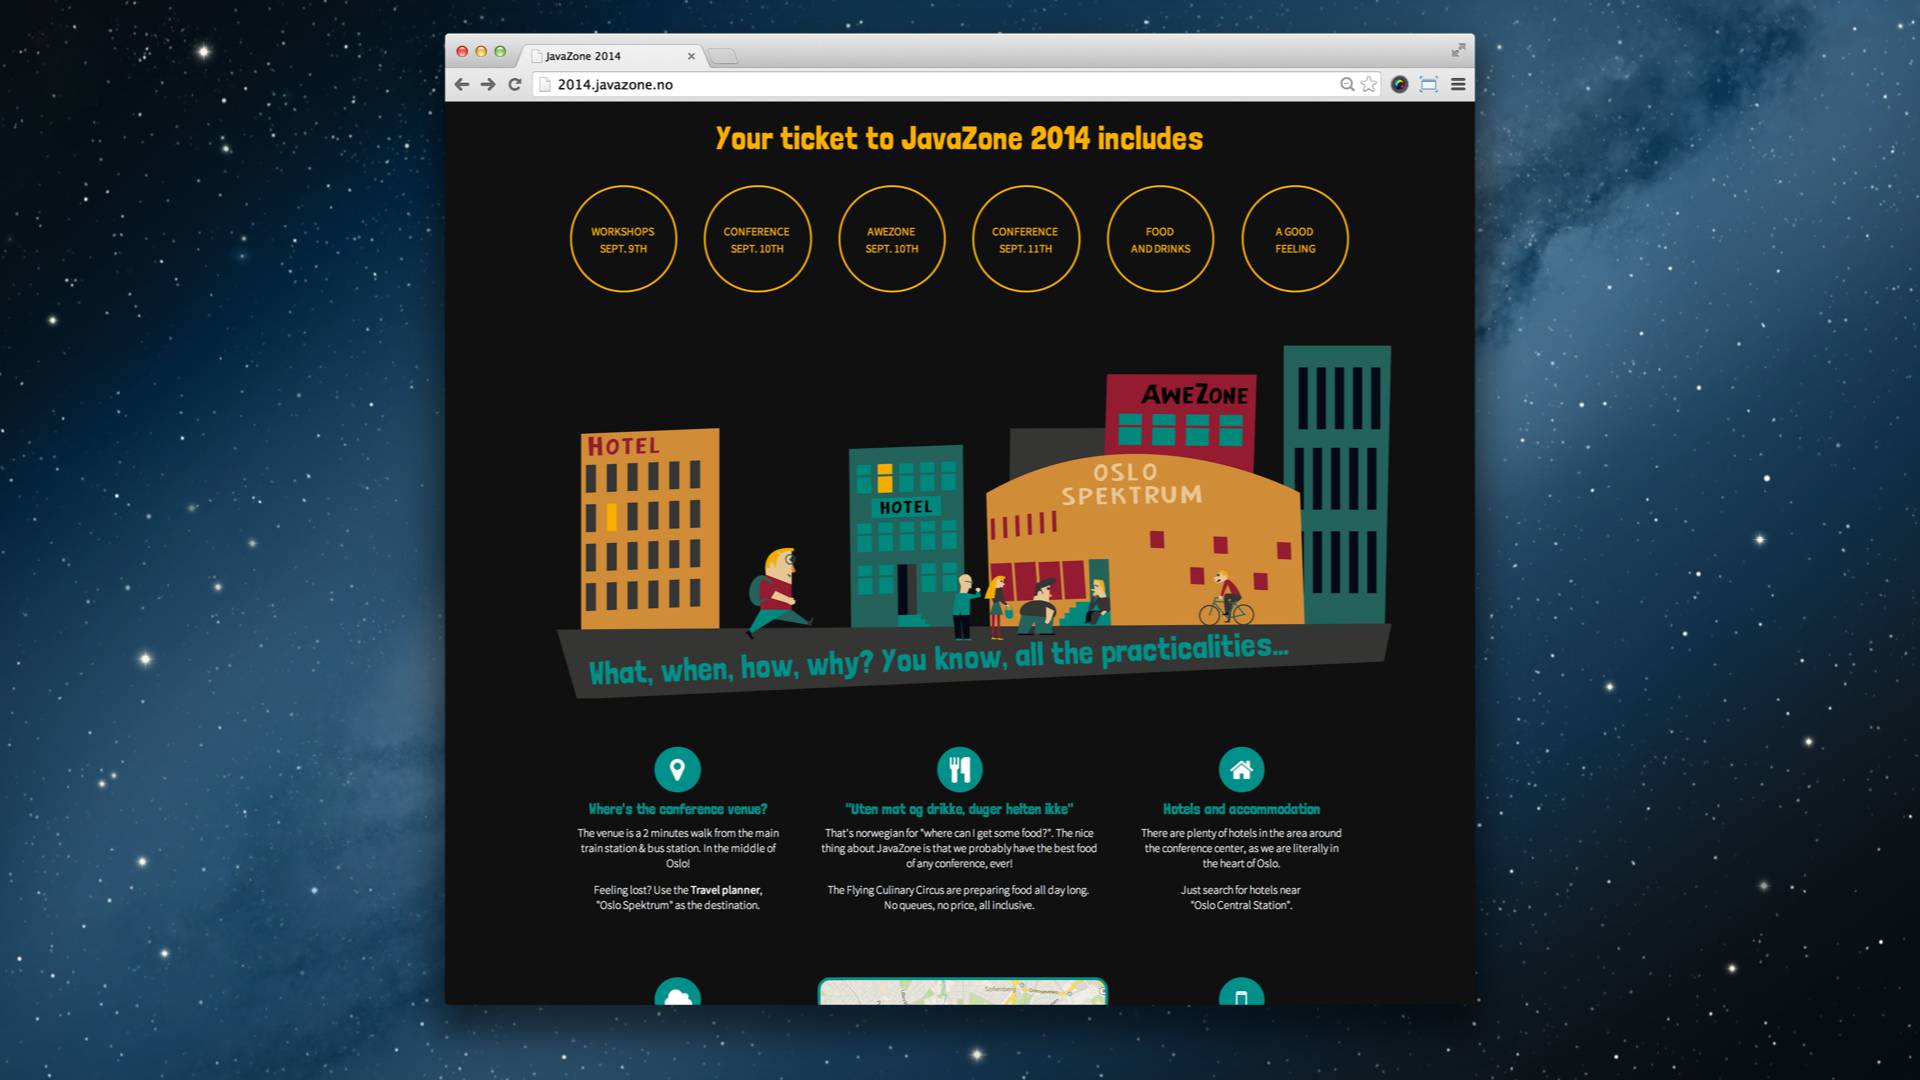 JavaZone 2014
2014.javazone.no
Your ticket to JavaZone 2014 includes
WORKSHOPS
SEPT. 9TH
CONFERENCE
SEPT. 10TH
AWEZONE
SEPT. 10TH
CONFERENCE
SEPT. 11TH
FOOD
AND DRINKS
A GOOD
FEELING
AWEZONE
HOTEL
OSLO
SPEKTRUM
HOTEL
What, when, how, why? You know, all the practicalities...
Where's the conference venue?
The venue is a 2 minutes walk from the main
train station & bus station. In the middle of
Oslo!
Feeling lost? Use the Travel planner,
"Oslo Spektrum" as the destination.
"Uten mat og drikke, duger helten ikke"
That's norwegian for "where can I get some food?". The nice
thing about JavaZone is that we probably have the best food
of any conference, ever!
The Flying Culinary Circus are preparing food all day long.
No queues, no price, all inclusive.
Hotels and accommodation
There are plenty of hotels in the area around
the conference center, as we are literally in
the heart of Oslo.
Just search for hotels near
"Oslo Central Station".
Sofienberg